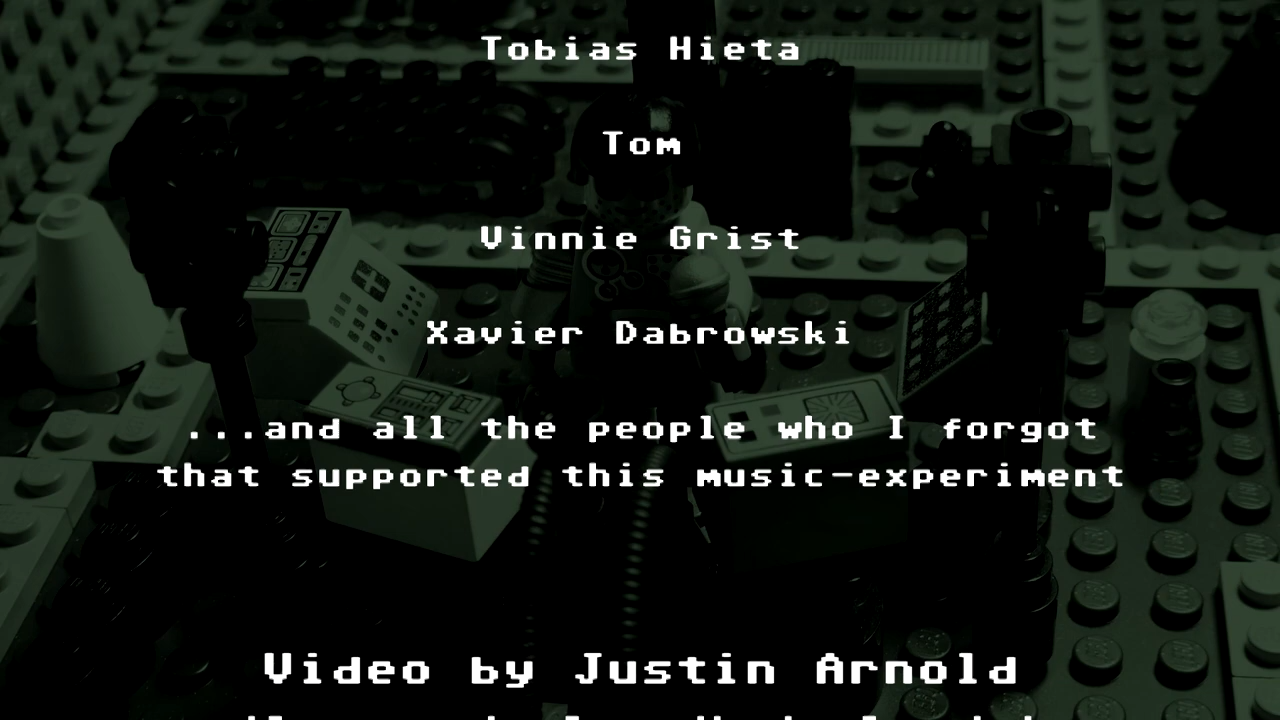 Tobias Hieta
Tom
Vinnie Grist
Xavier Dabrowski
...and all the people who I forgot
that supported this music-experiment
Video by Justin Arnold